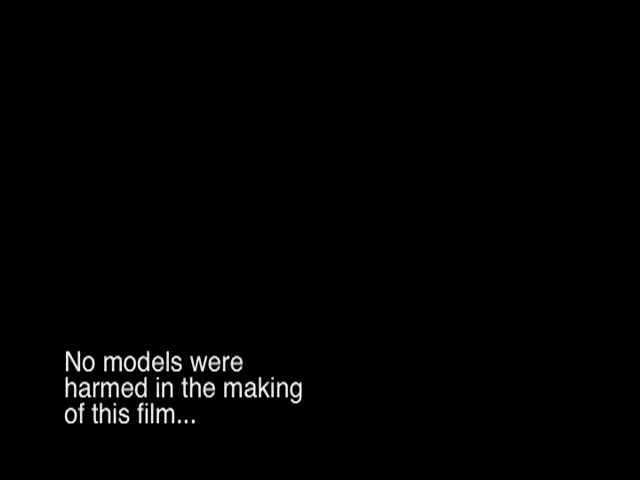 No models were
harmed in the making
of this film...